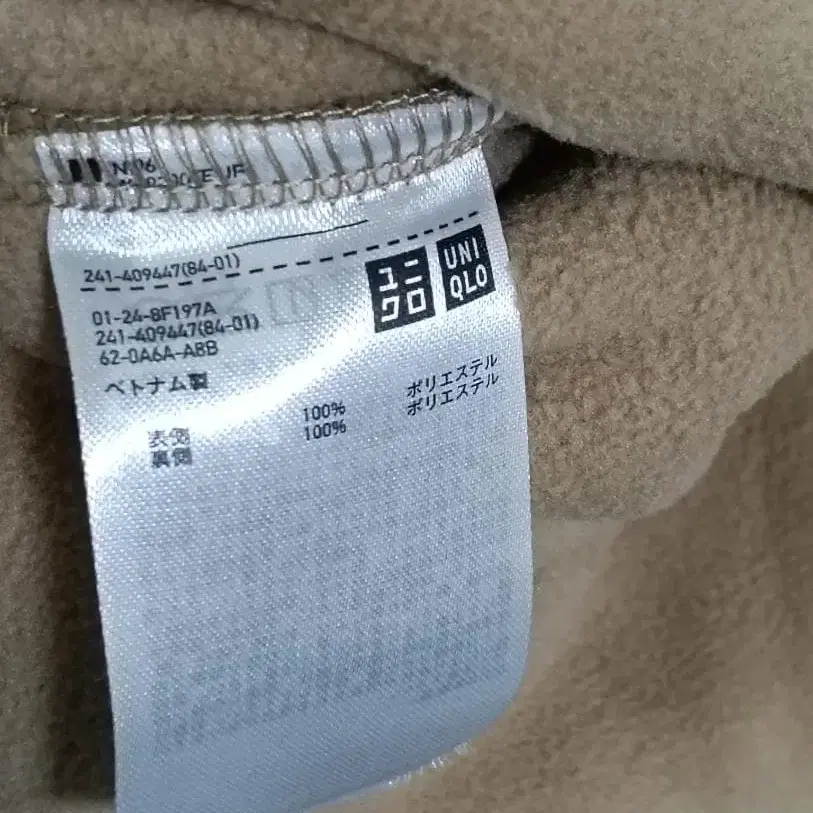 241-409447(84-01)
ユニクロ
UNIQLO
01-24-8F197A
241-409447(84-01)
62-0A6A-A8B
ベトナム製
表側 100% ポリエステル
裏側 100% ポリエステル